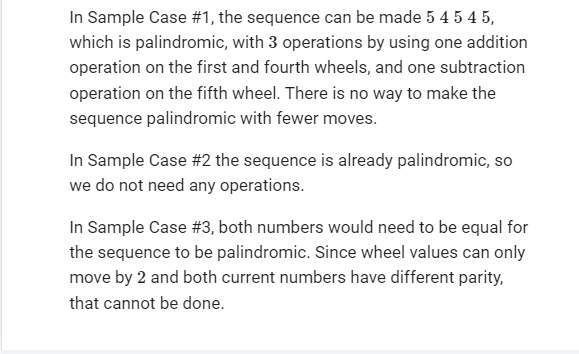 In Sample Case #1, the sequence can be made 5 4 5 4 5,
which is palindromic, with 3 operations by using one addition
operation on the first and fourth wheels, and one subtraction
operation on the fifth wheel. There is no way to make the
sequence palindromic with fewer moves.
In Sample Case #2 the sequence is already palindromic, so
we do not need any operations.
In Sample Case #3, both numbers would need to be equal for
the sequence to be palindromic. Since wheel values can only
move by 2 and both current numbers have different parity,
that cannot be done.